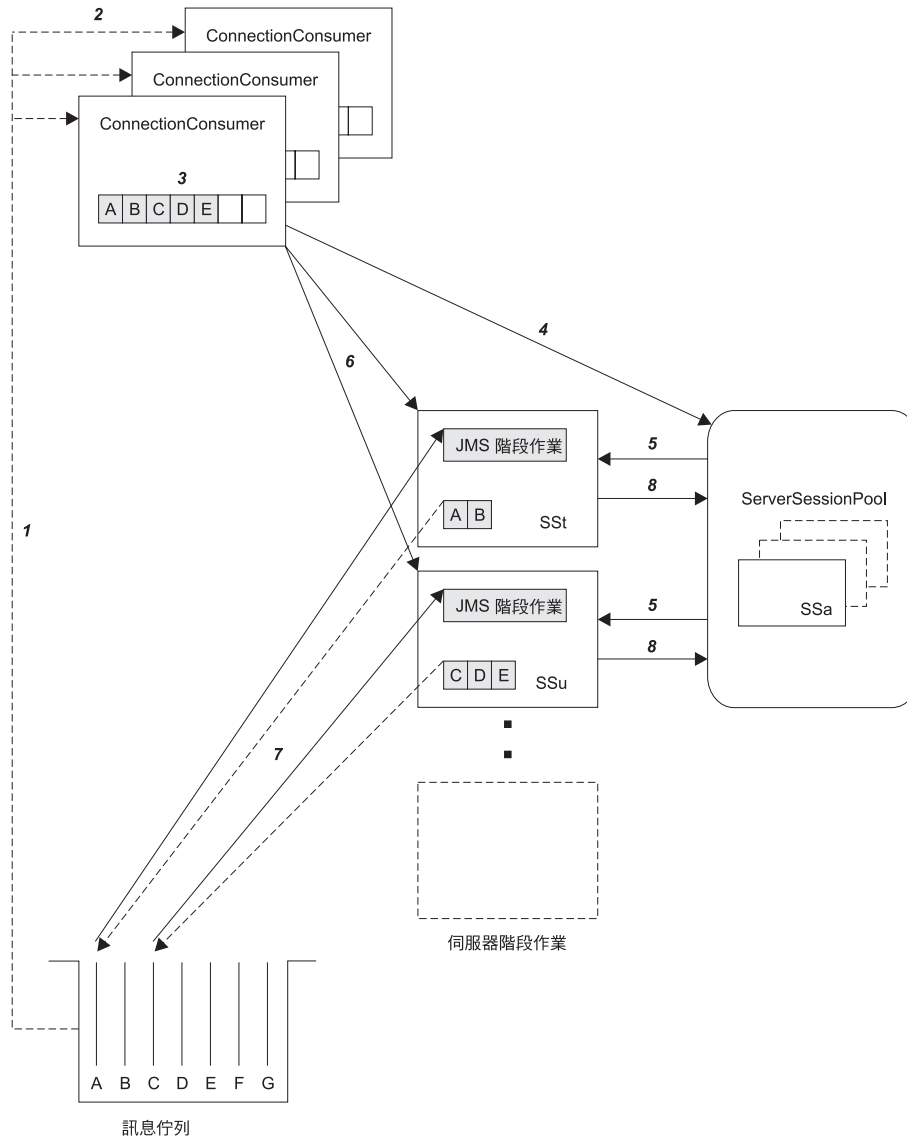 2
ConnectionConsumer
ConnectionConsumer
ConnectionConsumer
3
A B C D E
4
6
JMS 階段作業
5
8
A B
SSt
ServerSessionPool
SSa
1
JMS 階段作業
5
8
C D E
SSu
7
伺服器階段作業
A B C D E F G
訊息佇列